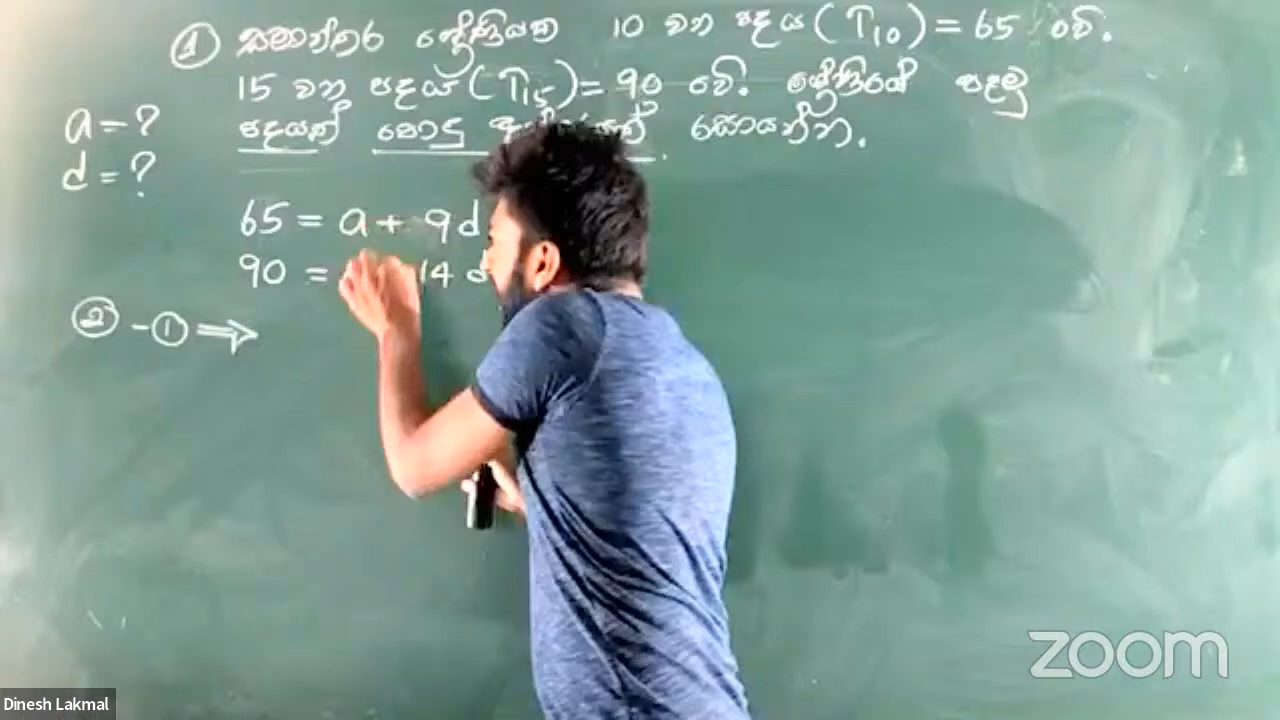 ① සමාන්තර ශ්‍රේණියක 10 වන පදය (T₁₀) = 65 වේ.
15 වන පදය (T₁₅) = 90 වේ. ශ්‍රේණියේ පළමු
පදයත් පොදු සොයන්න.
a = ?
d = ?
65 = a + 9d
90 = 14 d
② - ① ⇒
zoom
Dinesh Lakmal